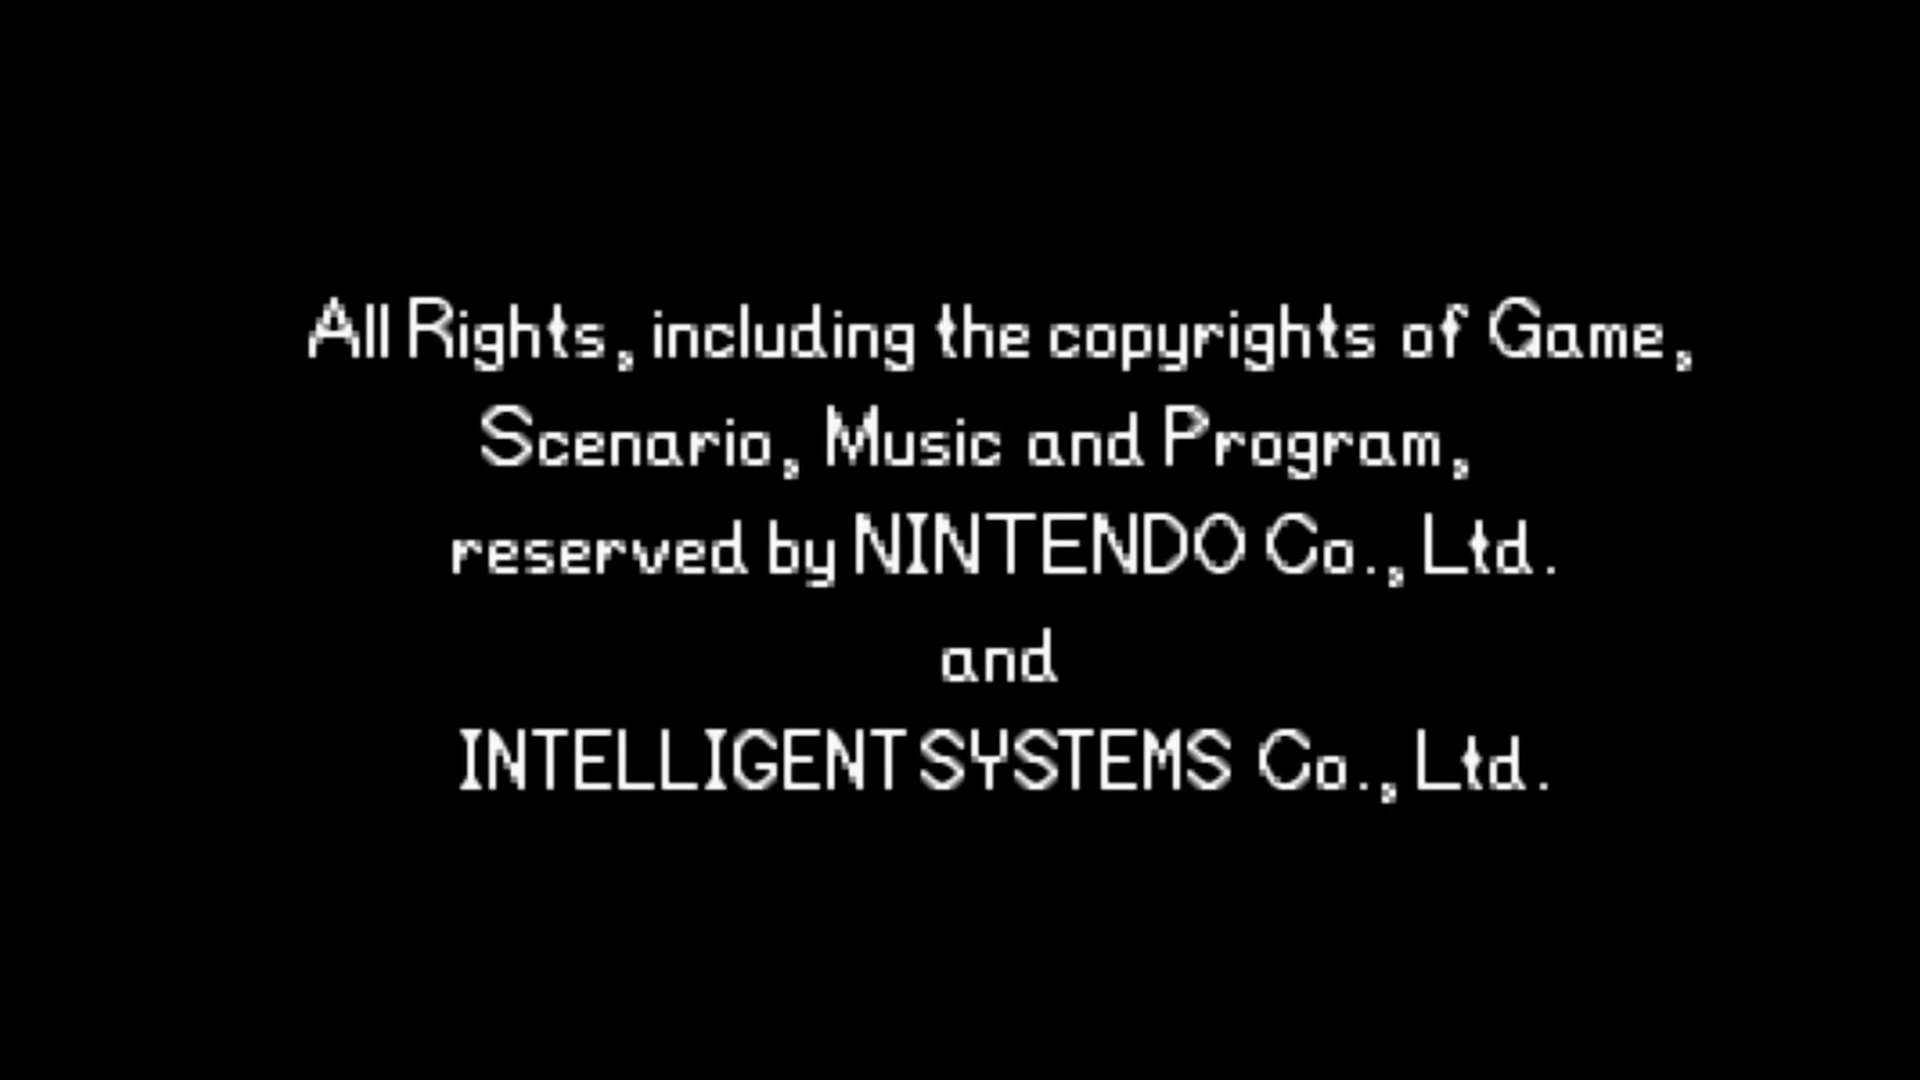 All Rights, including the copyrights of Game,
Scenario, Music and Program,
reserved by NINTENDO Co., Ltd.
and
INTELLIGENT SYSTEMS Co., Ltd.